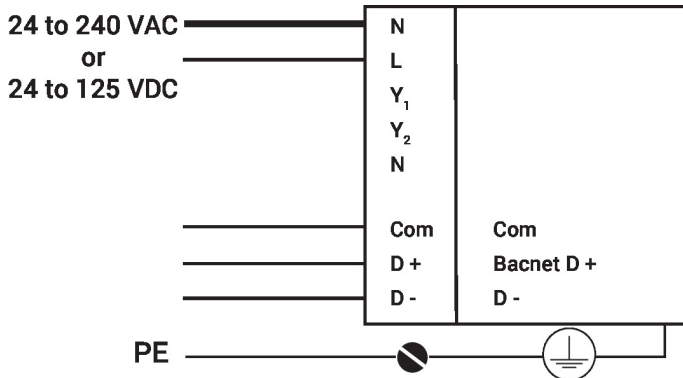 24 to 240 VAC
or
24 to 125 VDC
N
L
Y₁
Y₂
N
Com Com
D + Bacnet D +
D - D -
PE